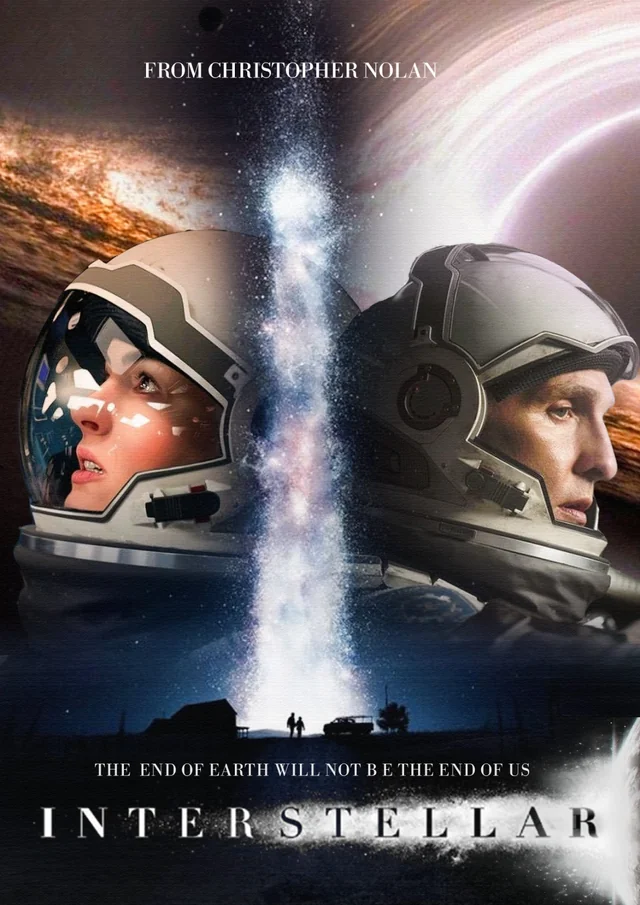 FROM CHRISTOPHER NOLAN
THE END OF EARTH WILL NOT B E THE END OF US
INTERSTELLAR